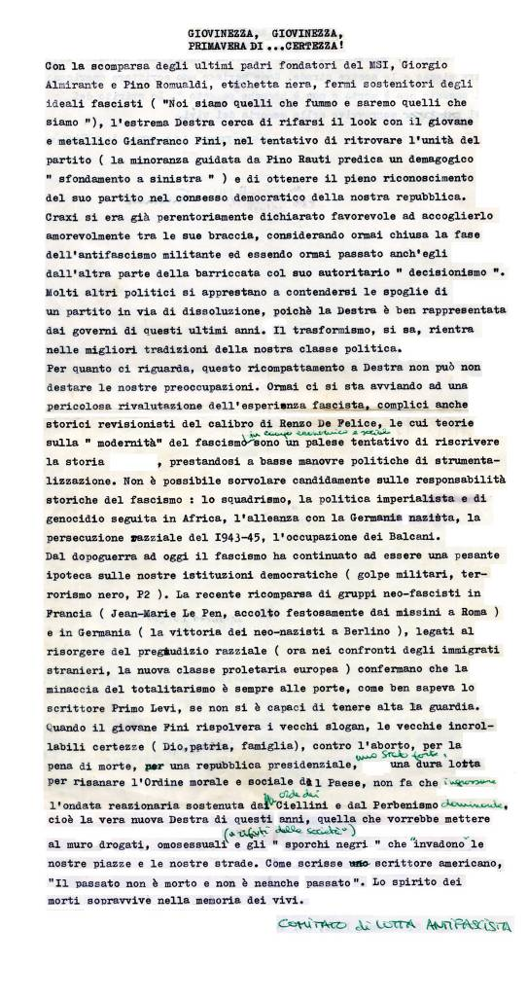 GIOVINEZZA, GIOVINEZZA,
PRIMAVERA DI ...CERTEZZA!
Con la scomparsa degli ultimi padri fondatori del MSI, Giorgio
Almirante e Pino Romualdi, etichetta nera, fermi sostenitori degli
ideali fascisti ( "Noi siamo quelli che fummo e saremo quelli che
siamo "), l'estrema Destra cerca di rifarsi il look con il giovane
e metallico Gianfranco Fini, nel tentativo di ritrovare l'unità del
partito ( la minoranza guidata da Pino Rauti predica un demagogico
" sfondamento a sinistra " ) e di ottenere il pieno riconoscimento
del suo partito nel consesso democratico della nostra repubblica.
Craxi si era già perentoriamente dichiarato favorevole ad accoglierlo
amorevolmente tra le sue braccia, considerando ormai chiusa la fase
dell'antifascismo militante ed essendo ormai passato anch'egli
dall'altra parte della barriccata col suo autoritario " decisionismo ".
Molti altri politici si apprestano a contendersi le spoglie di
un partito in via di dissoluzione, poichè la Destra è ben rappresentata
dai governi di questi ultimi anni. Il trasformismo, si sa, rientra
nelle migliori tradizioni della nostra classe politica.
Per quanto ci riguarda, questo ricompattamento a Destra non può non
destare le nostre preoccupazioni. Ormai ci si sta avviando ad una
pericolosa rivalutazione dell'esperienza fascista, complici anche
storici revisionisti del calibro di Renzo De Felice, le cui teorie
in campo economico e sociale
sulla " modernità" del fascismo sono un palese tentativo di riscrivere
la storia , prestandosi a basse manovre politiche di strumenta-
lizzazione. Non è possibile sorvolare candidamente sulle responsabilità
storiche del fascismo : lo squadrismo, la politica imperialista e di
genocidio seguita in Africa, l'alleanza con la Germania nazista, la
persecuzione razziale del I943-45, l'occupazione dei Balcani.
Dal dopoguerra ad oggi il fascismo ha continuato ad essere una pesante
ipoteca sulle nostre istituzioni democratiche ( golpe militari, ter-
rorismo nero, P2 ). La recente ricomparsa di gruppi neo-fascisti in
Francia ( Jean-Marie Le Pen, accolto festosamente dai missini a Roma )
e in Germania ( la vittoria dei neo-nazisti a Berlino ), legati al
risorgere del pregiudizio razziale ( ora nei confronti degli immigrati
stranieri, la nuova classe proletaria europea ) confermano che la
minaccia del totalitarismo è sempre alle porte, come ben sapeva lo
scrittore Primo Levi, se non si è capaci di tenere alta la guardia.
Quando il giovane Fini rispolvera i vecchi slogan, le vecchie incrol-
labili certezze ( Dio,patria, famiglia), contro l'aborto, per la
uno Stato forte,
pena di morte, per una repubblica presidenziale, una dura lotta
per risanare l'Ordine morale e sociale del Paese, non fa che ingrossare
orde dei
l'ondata reazionaria sostenuta dai Ciellini e dal Perbenismo dominante,
cioè la vera nuova Destra di questi anni, quella che vorrebbe mettere
(i "rifiuti della società")
al muro drogati, omosessuali e gli " sporchi negri " che "invadono" le
nostre piazze e le nostre strade. Come scrisse uno scrittore americano,
"Il passato non è morto e non è neanche passato". Lo spirito dei
morti sopravvive nella memoria dei vivi.
COMITATO di LOTTA ANTIFASCISTA